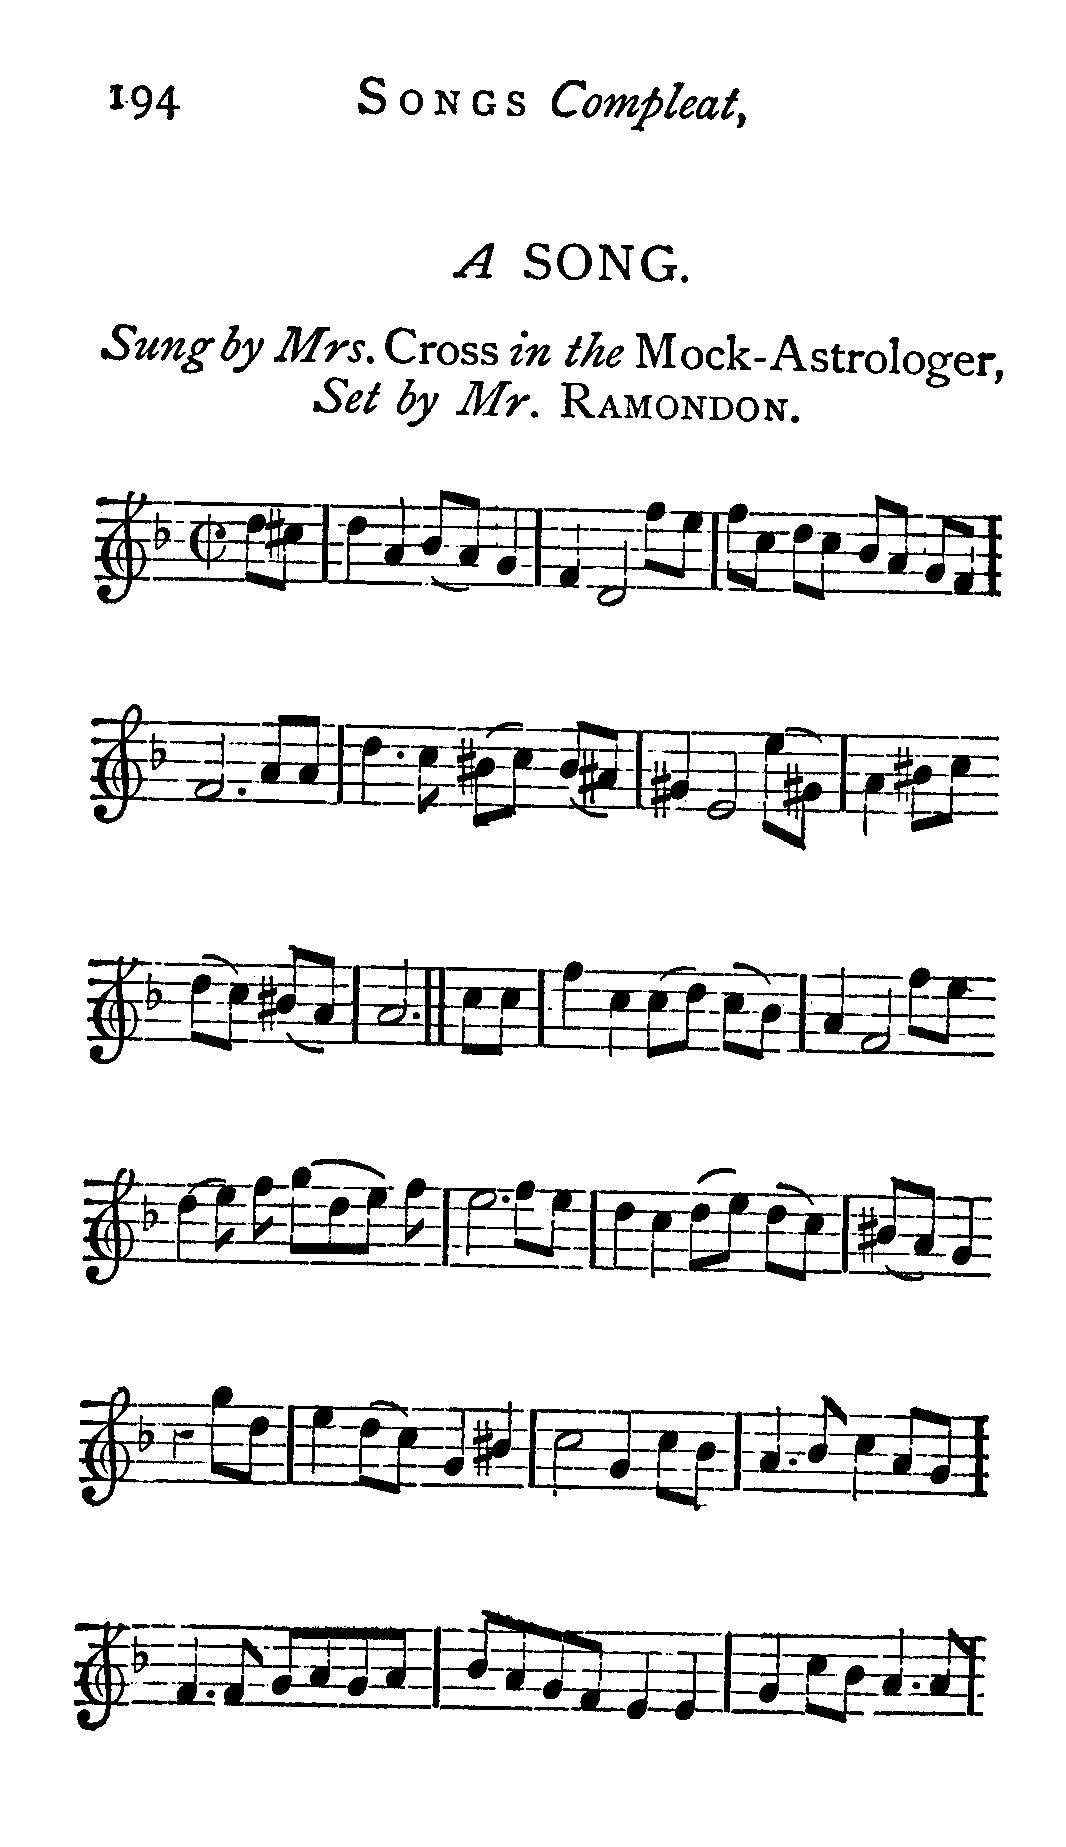 194 SONGS Compleat,
A SONG.
Sung by Mrs. Cross in the Mock-Astrologer,
Set by Mr. RAMONDON.